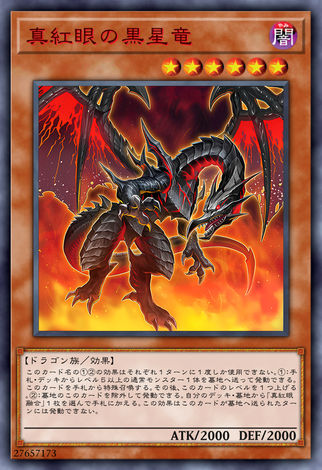 真紅眼の黒星竜
闇
やみ
【ドラゴン族／効果】
このカード名の①②の効果はそれぞれ１ターンに１度しか使用できない。①：手
札・デッキからレベル５以上の通常モンスター１体を墓地へ送って発動できる。
このカードを手札から特殊召喚する。その後、このカードのレベルを１つ上げる
。②：墓地のこのカードを除外して発動できる。自分のデッキ・墓地から「真紅眼
融合」１枚を選んで手札に加える。この効果はこのカードが墓地へ送られたター
ンには発動できない。
ATK/2000 DEF/2000
27657173